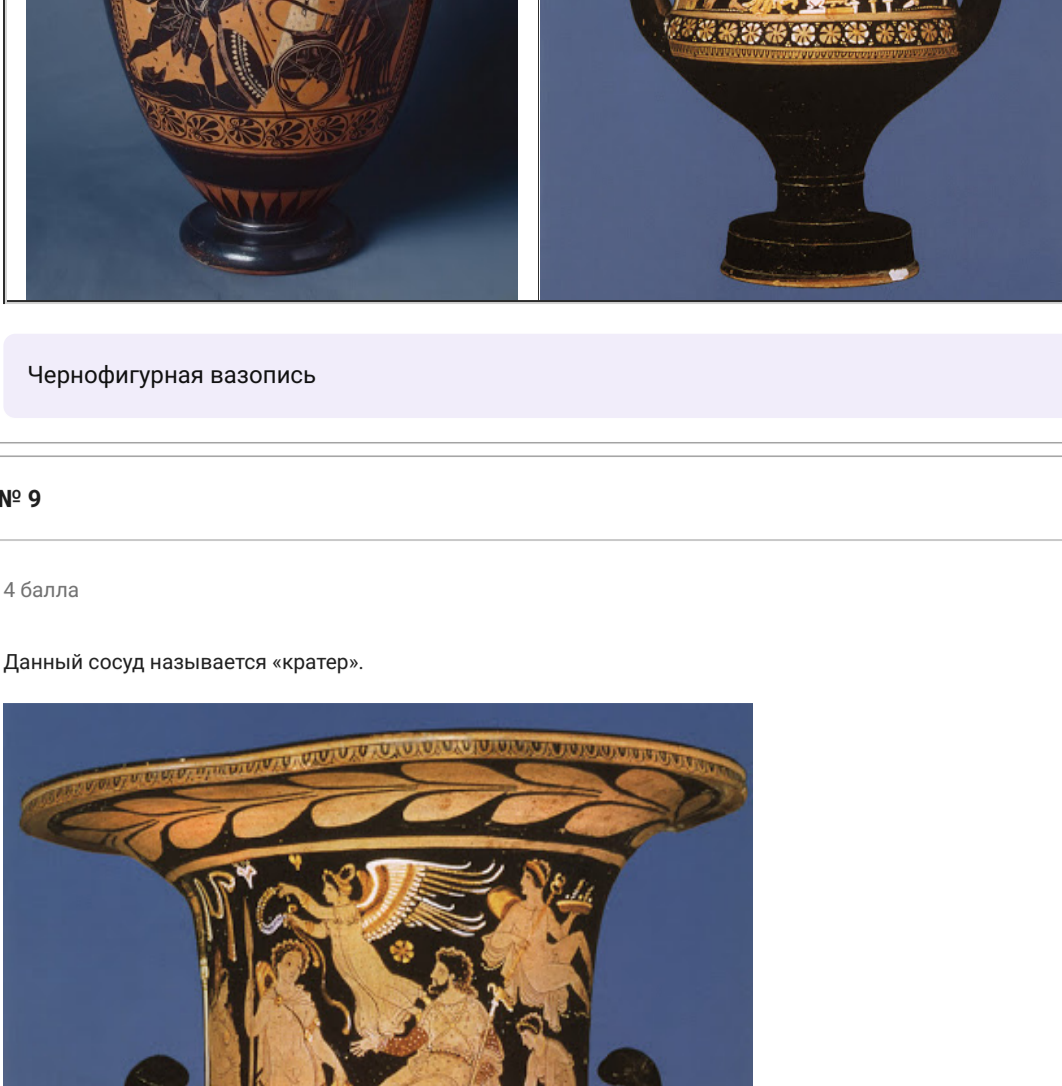 Чернофигурная вазопись
№ 9
4 балла
Данный сосуд называется «кратер».